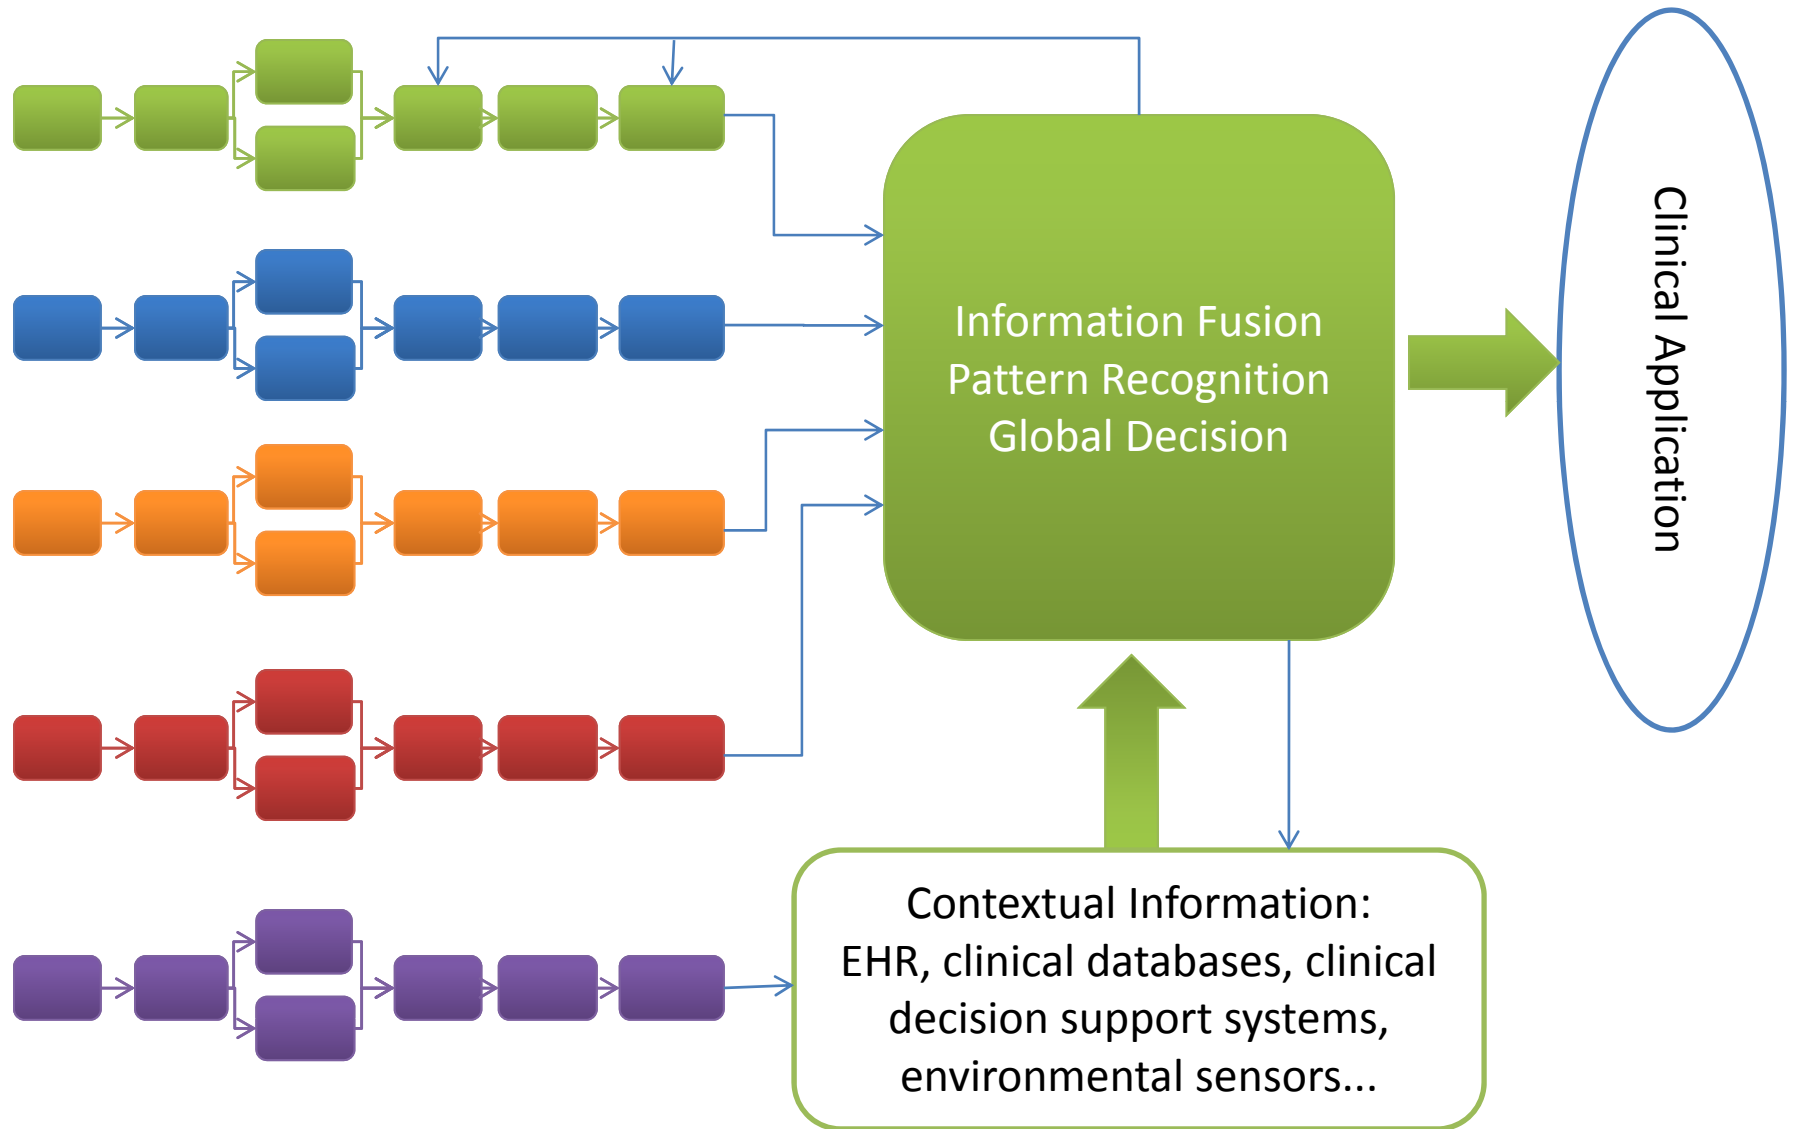 Information Fusion
Pattern Recognition
Global Decision
Clinical Application
Contextual Information:
EHR, clinical databases, clinical
decision support systems,
environmental sensors...